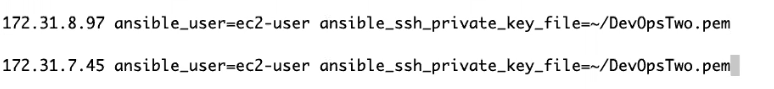 172.31.8.97 ansible_user=ec2-user ansible_ssh_private_key_file=~/DevOpsTwo.pem
172.31.7.45 ansible_user=ec2-user ansible_ssh_private_key_file=~/DevOpsTwo.pem